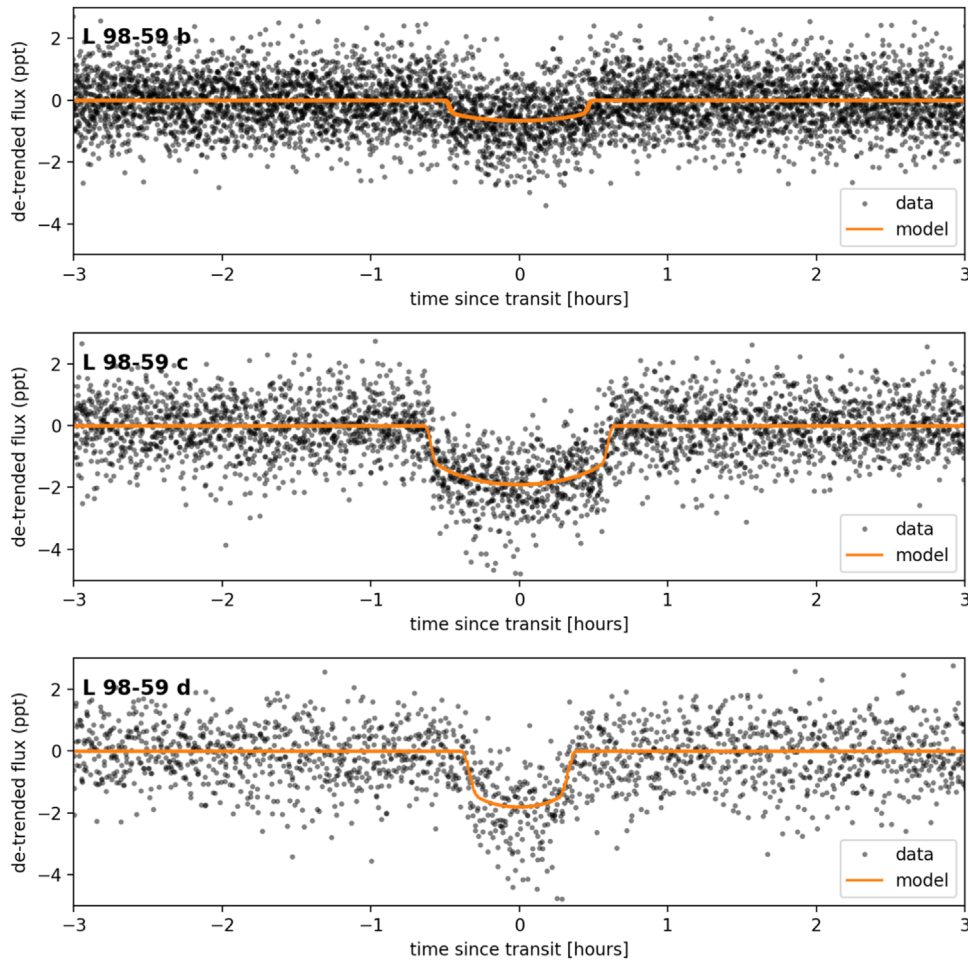 L 98-59 b
de-trended flux (ppt)
2
0
−2
−4
data
model
−3 −2 −1 0 1 2 3
time since transit [hours]
L 98-59 c
de-trended flux (ppt)
2
0
−2
−4
data
model
−3 −2 −1 0 1 2 3
time since transit [hours]
L 98-59 d
de-trended flux (ppt)
2
0
−2
−4
data
model
−3 −2 −1 0 1 2 3
time since transit [hours]